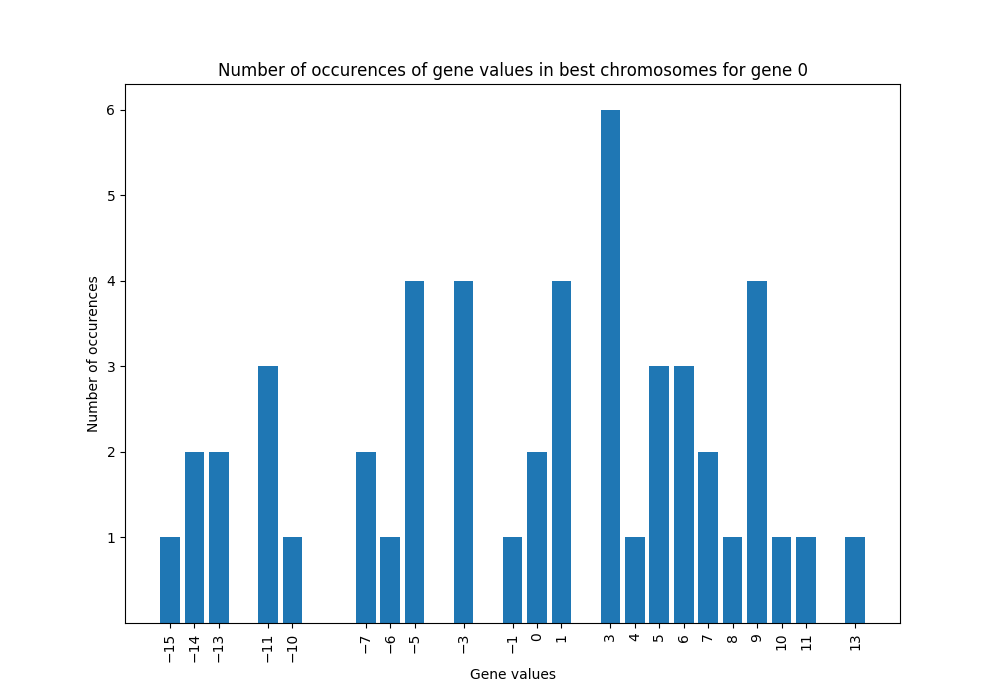 Number of occurences of gene values in best chromosomes for gene 0
Number of occurences
6
5
4
3
2
1
−15 −14 −13 −11 −10 −7 −6 −5 −3 −1 0 1 3 4 5 6 7 8 9 10 11 13
Gene values